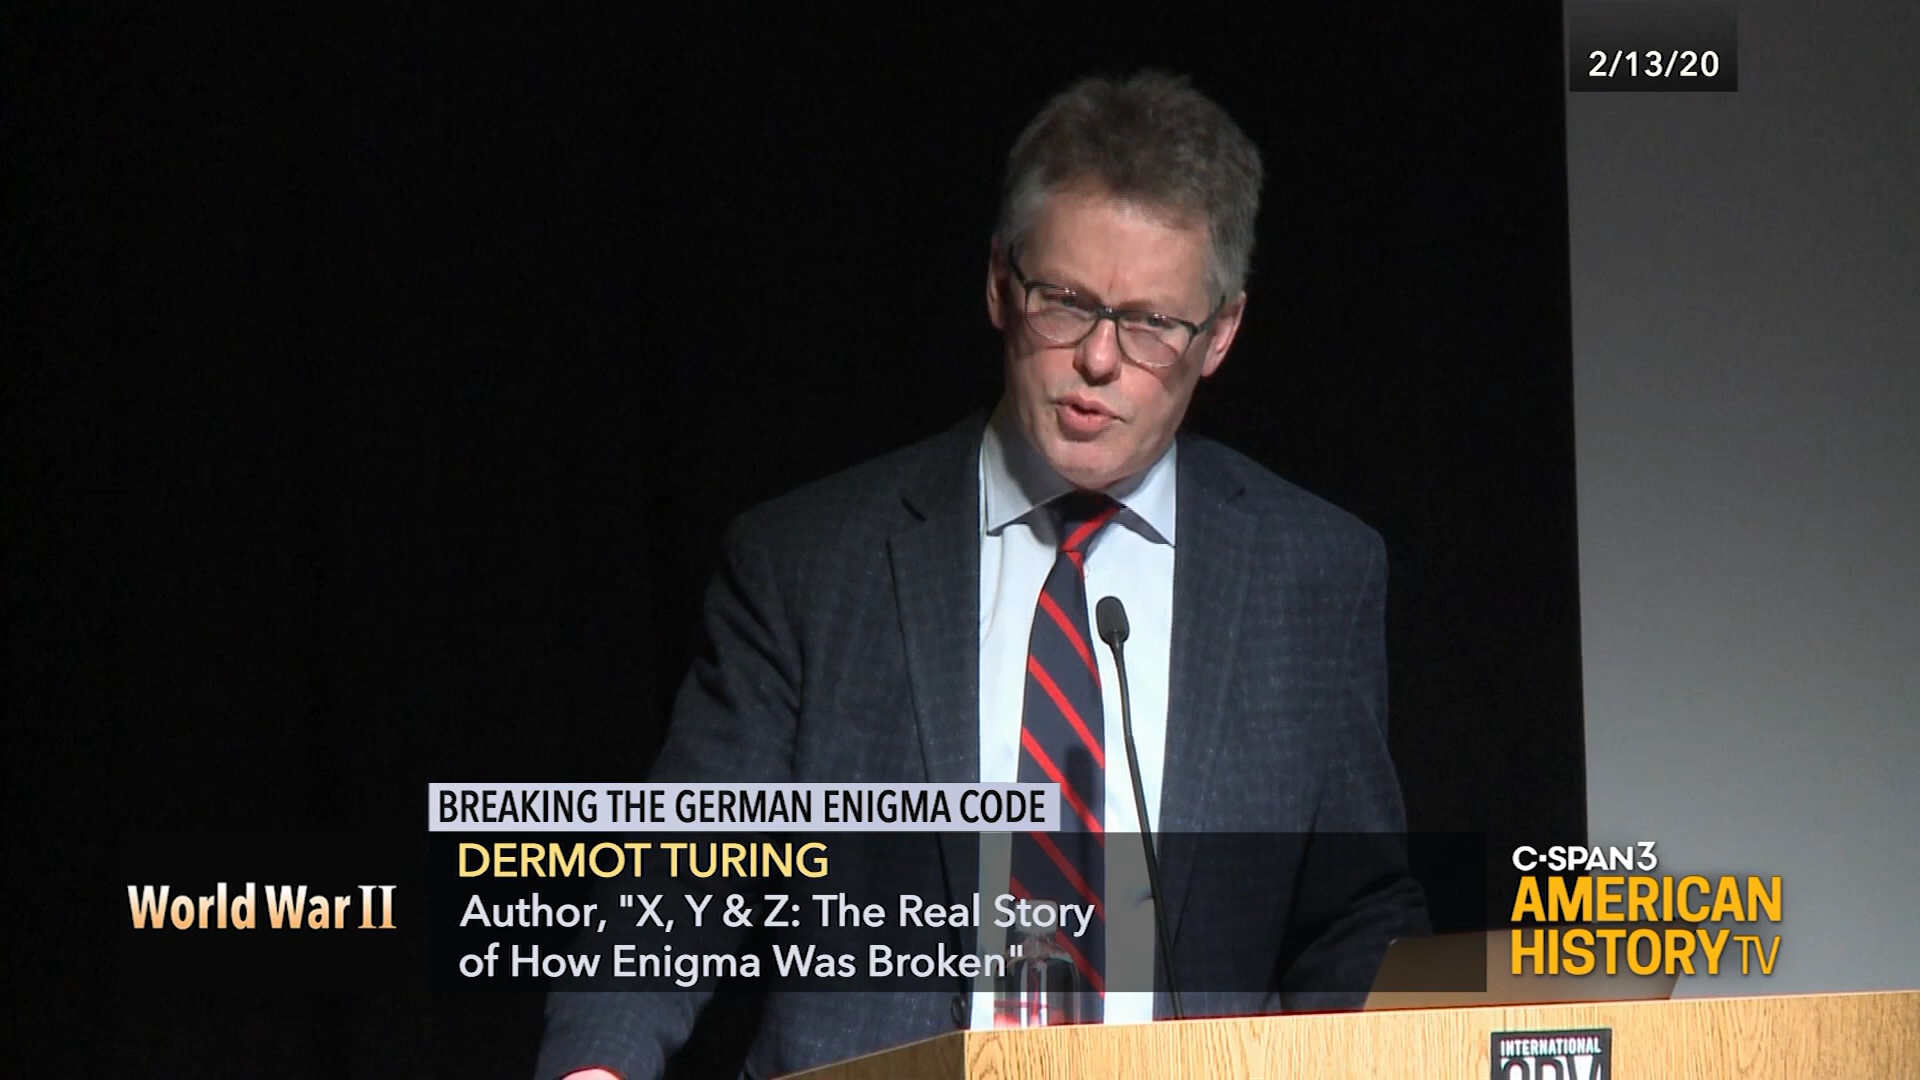 2/13/20
BREAKING THE GERMAN ENIGMA CODE
DERMOT TURING
Author, "X, Y & Z: The Real Story
of How Enigma Was Broken"
World War II
C-SPAN3
AMERICAN
HISTORY TV
INTERNATIONAL